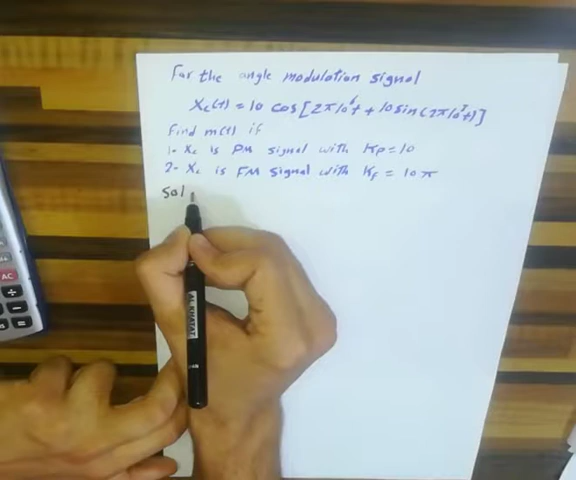 For the angle modulation signal
Xc(t) = 10 cos[2π10⁶t + 10 sin(2π10³t)]
Find m(t) if
1- Xc is PM signal with Kp = 10
2- Xc is FM signal with Kf = 10π
Sol
AC
÷